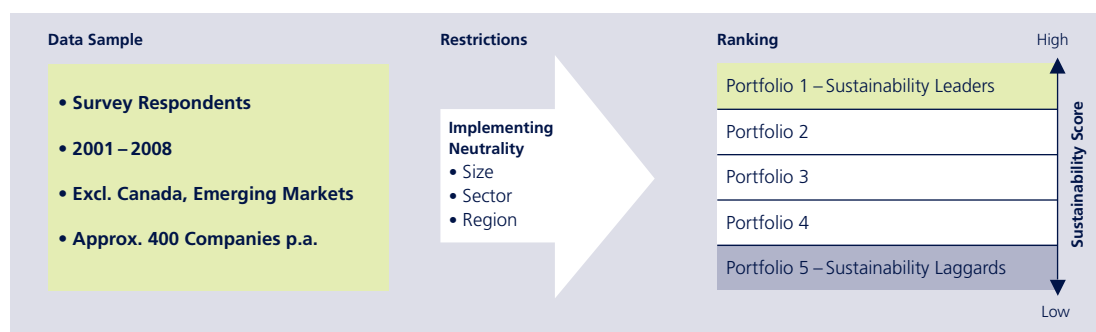 Data Sample
• Survey Respondents
• 2001 – 2008
• Excl. Canada, Emerging Markets
• Approx. 400 Companies p.a.
Restrictions
Implementing
Neutrality
• Size
• Sector
• Region
Ranking
High
Portfolio 1 – Sustainability Leaders
Portfolio 2
Portfolio 3
Portfolio 4
Portfolio 5 – Sustainability Laggards
Sustainability Score
Low